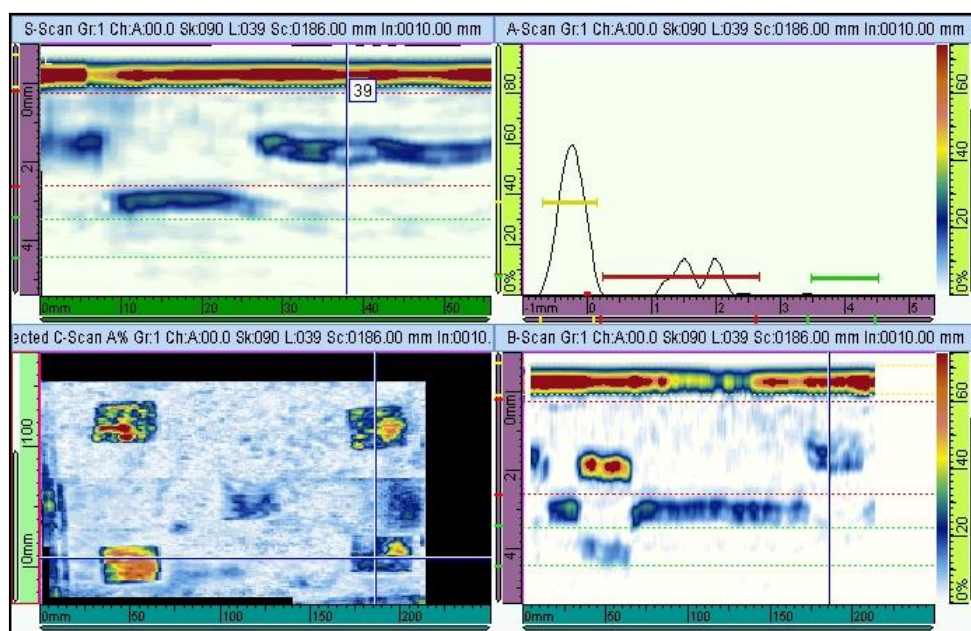 S-Scan Gr:1 Ch:A:00.0 Sk:090 L:039 Sc:0186.00 mm In:0010.00 mm
39
0mm
2
4
0mm 10 20 30 40 50
A-Scan Gr:1 Ch:A:00.0 Sk:090 L:039 Sc:0186.00 mm In:0010.00 mm
80
60
40
20
0%
-1mm 0 1 2 3 4 5
60
40
20
0%
ected C-Scan A% Gr:1 Ch:A:00.0 Sk:090 L:039 Sc:0186.00 mm In:0010.
100
0mm
0mm 50 100 150 200
B-Scan Gr:1 Ch:A:00.0 Sk:090 L:039 Sc:0186.00 mm In:0010.00 mm
0mm
2
4
0mm 50 100 150 200
60
40
20
0%